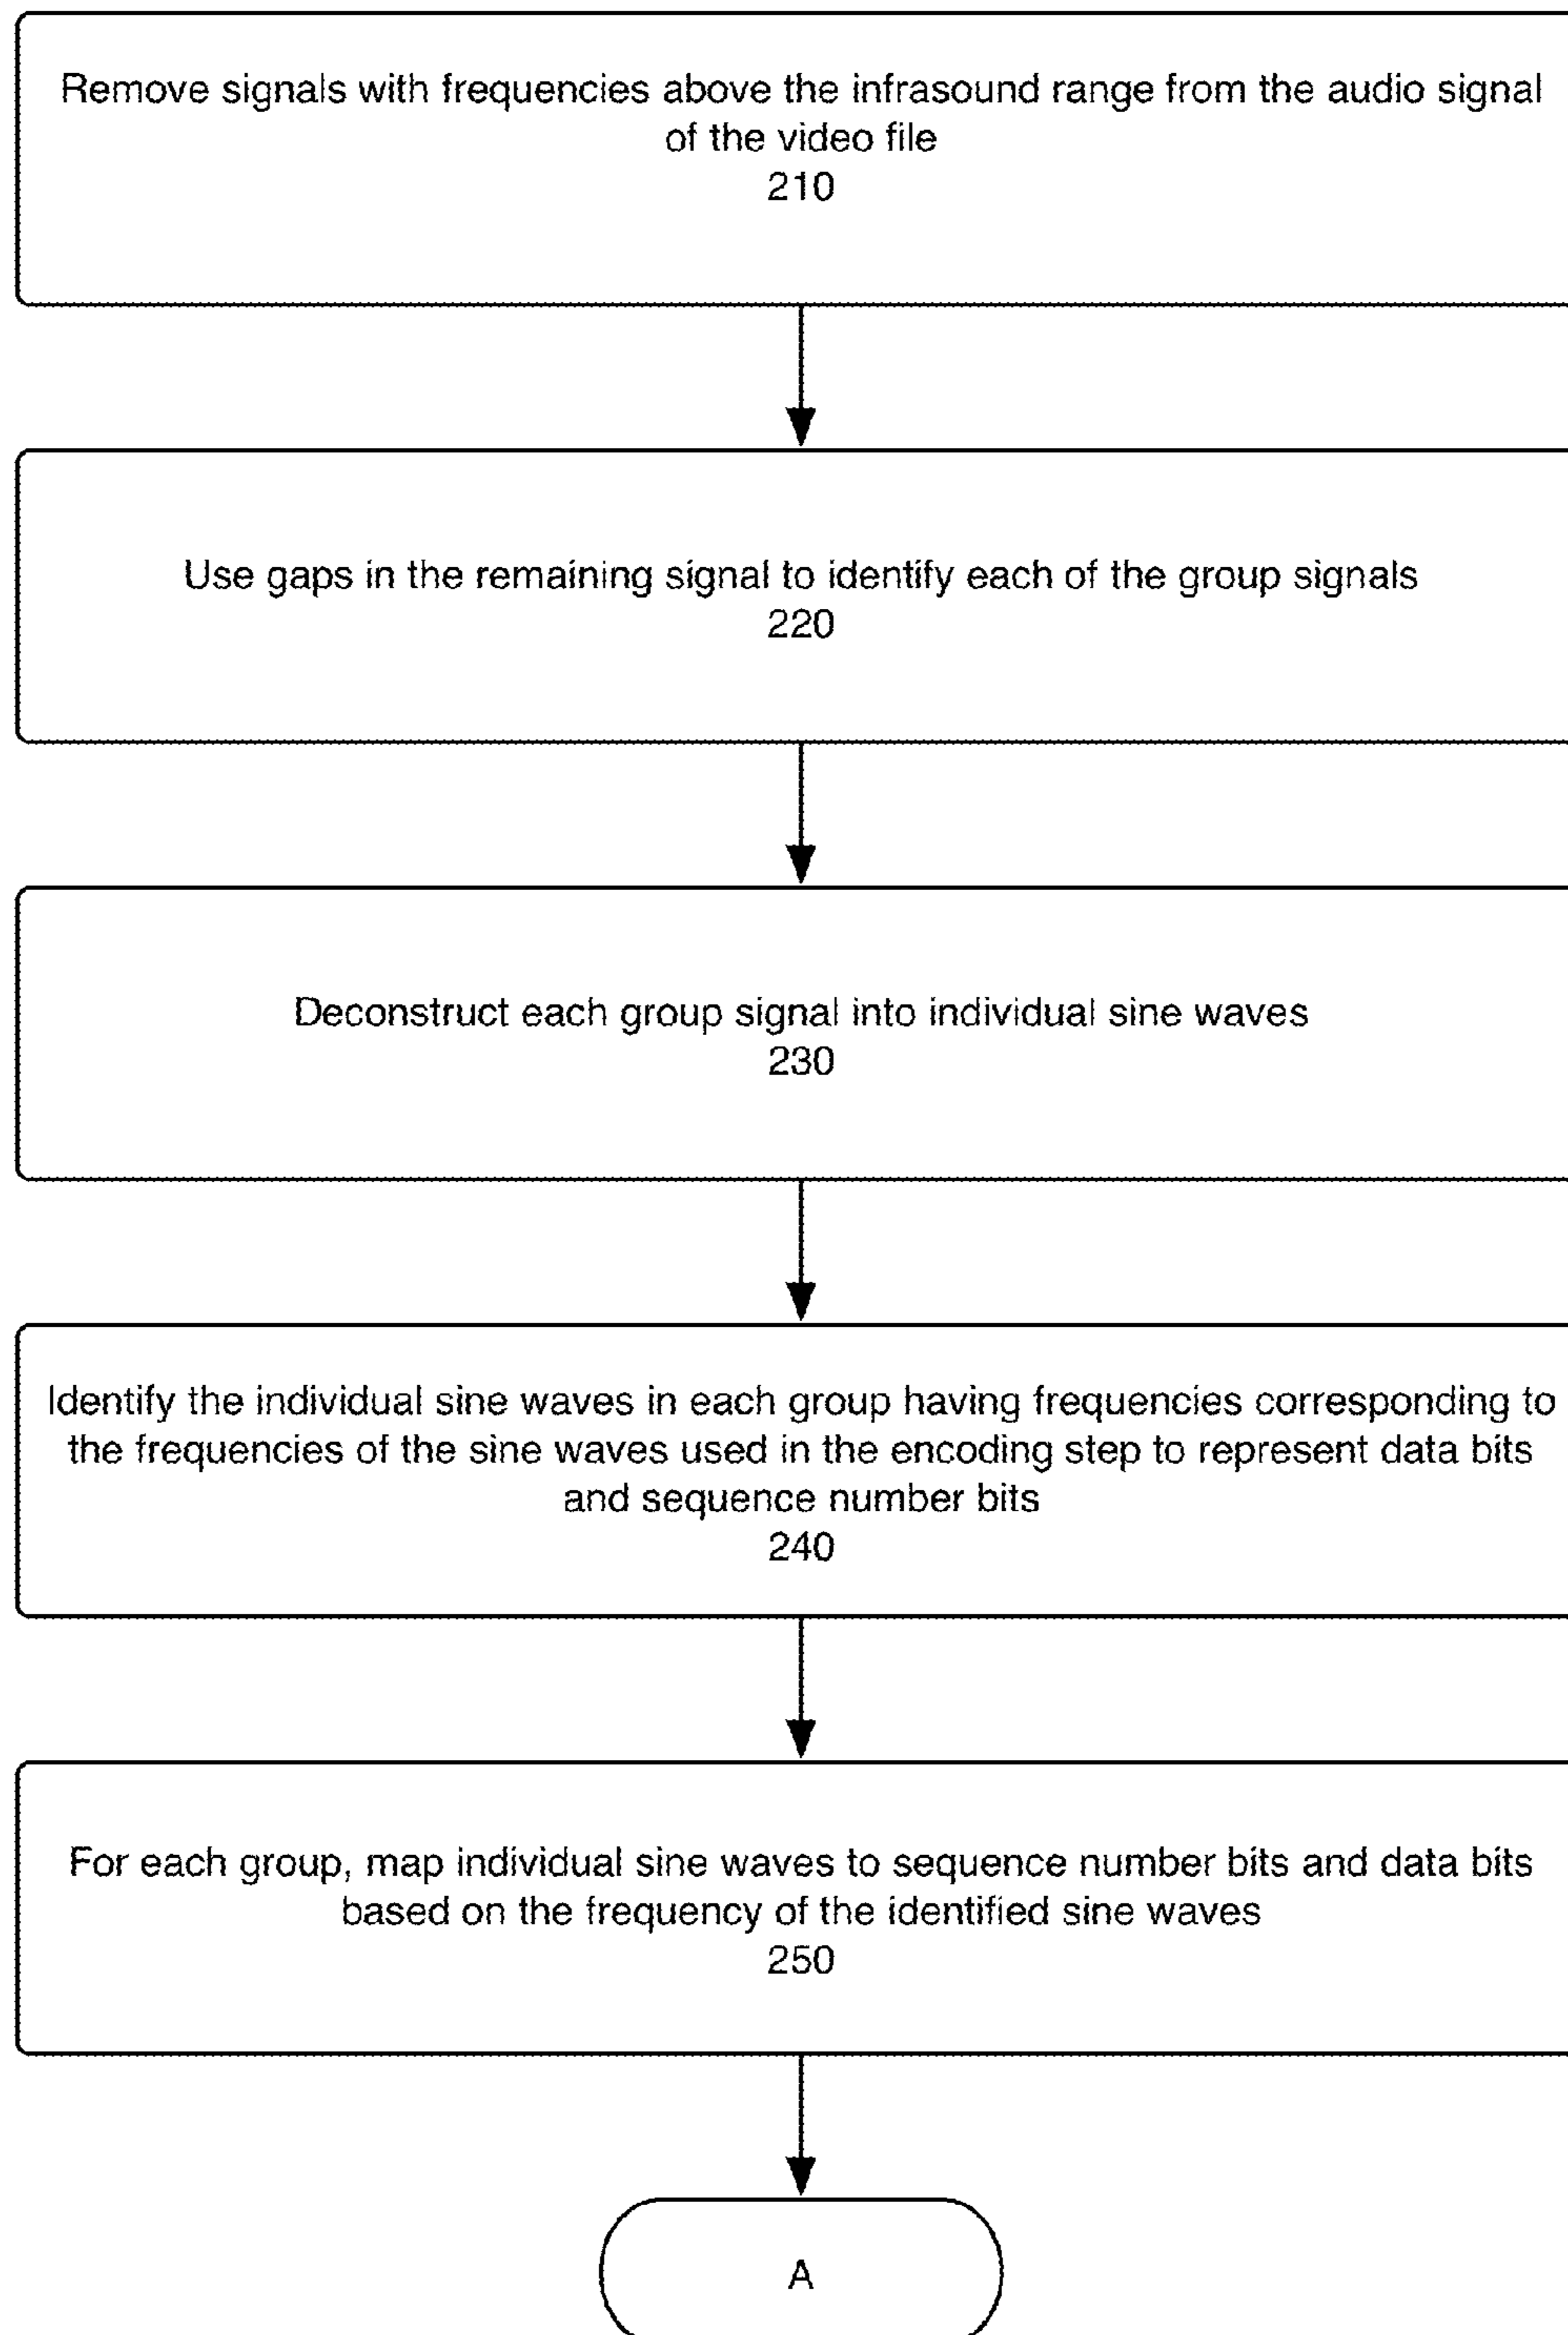 Remove signals with frequencies above the infrasound range from the audio signal
of the video file
210
Use gaps in the remaining signal to identify each of the group signals
220
Deconstruct each group signal into individual sine waves
230
Identify the individual sine waves in each group having frequencies corresponding to
the frequencies of the sine waves used in the encoding step to represent data bits
and sequence number bits
240
For each group, map individual sine waves to sequence number bits and data bits
based on the frequency of the identified sine waves
250
A